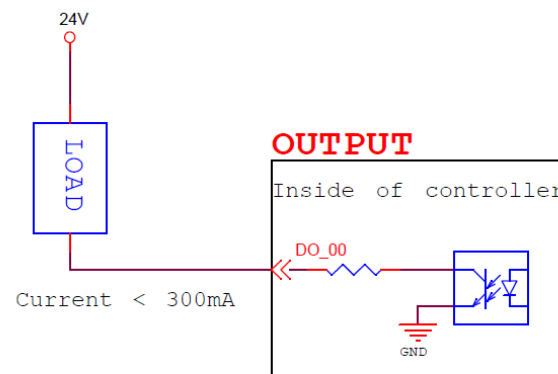 24V
LOAD
OUTPUT
Inside of controller
DO_00
Current < 300mA
GND